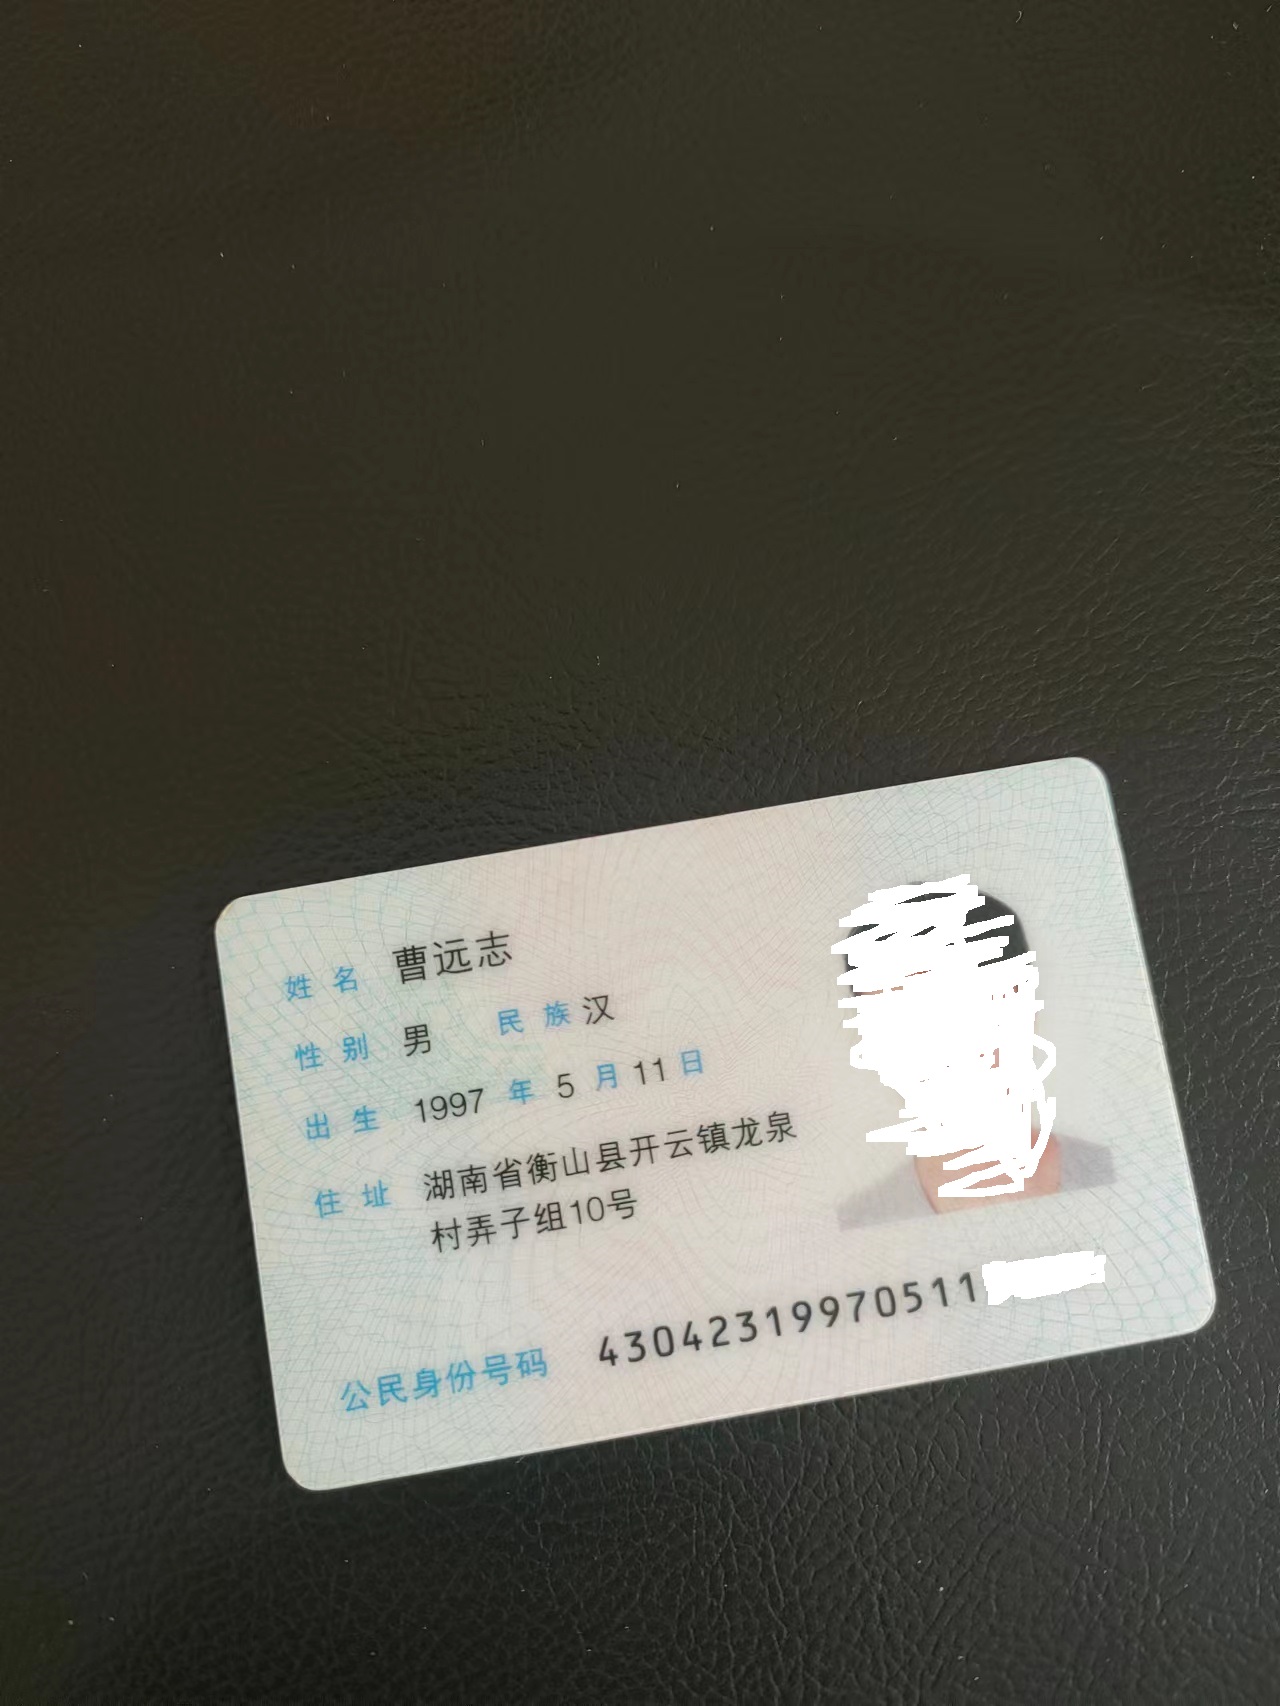 姓名 曹远志
性别 男 民族 汉
出生 1997 年 5 月 11 日
住址 湖南省衡山县开云镇龙泉
村弄子组10号
公民身份号码 43042319970511